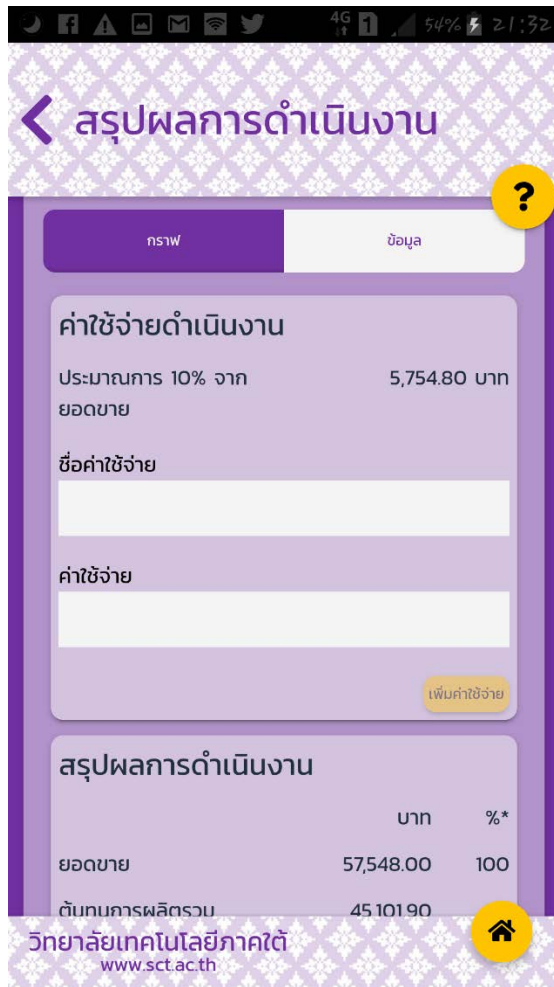 4G 1 54% 21:32
สรุปผลการดำเนินงาน
?
กราฟ ข้อมูล
ค่าใช้จ่ายดำเนินงาน
ประมาณการ 10% จาก 5,754.80 บาท
ยอดขาย
ชื่อค่าใช้จ่าย
ค่าใช้จ่าย
เพิ่มค่าใช้จ่าย
สรุปผลการดำเนินงาน
บาท %*
ยอดขาย 57,548.00 100
ต้นทุนการผลิตรวม 45,101.90
วิทยาลัยเทคโนโลยีภาคใต้
www.sct.ac.th